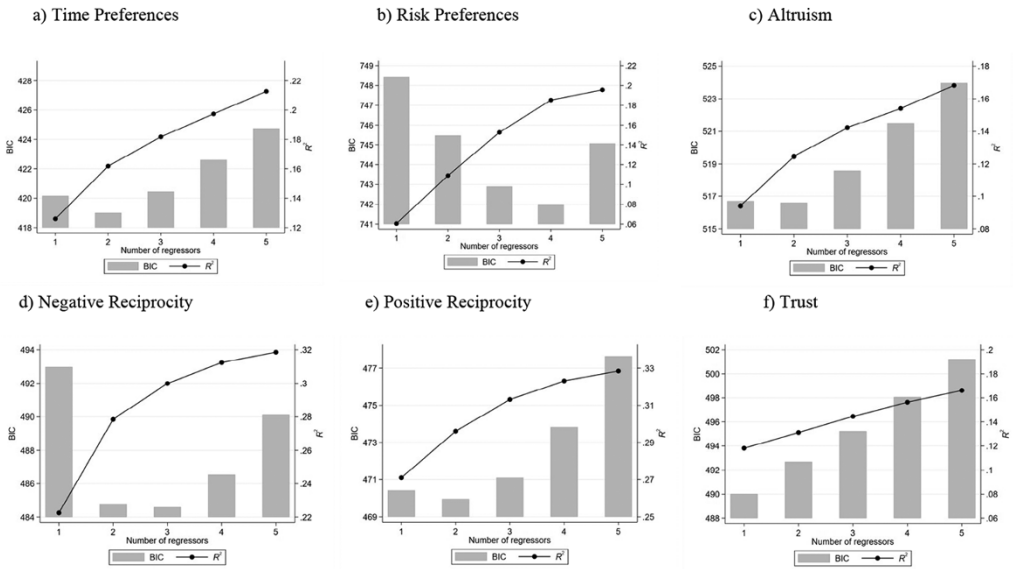 a) Time Preferences
428
426
424
422
420
418
BIC
.22
.2
.18
.16
.14
.12
R²
1 2 3 4 5
Number of regressors
BIC R²
b) Risk Preferences
749
748
747
746
745
744
743
742
741
BIC
.22
.2
.18
.16
.14
.12
.1
.08
.06
R²
1 2 3 4 5
Number of regressors
BIC R²
c) Altruism
525
523
521
519
517
515
BIC
.18
.16
.14
.12
.1
.08
R²
1 2 3 4 5
Number of regressors
BIC R²
d) Negative Reciprocity
494
492
490
488
486
484
BIC
.32
.3
.28
.26
.24
.22
R²
1 2 3 4 5
Number of regressors
BIC R²
e) Positive Reciprocity
477
475
473
471
469
BIC
.33
.31
.29
.27
.25
R²
1 2 3 4 5
Number of regressors
BIC R²
f) Trust
502
500
498
496
494
492
490
488
BIC
.2
.18
.16
.14
.12
.1
.08
.06
R²
1 2 3 4 5
Number of regressors
BIC R²